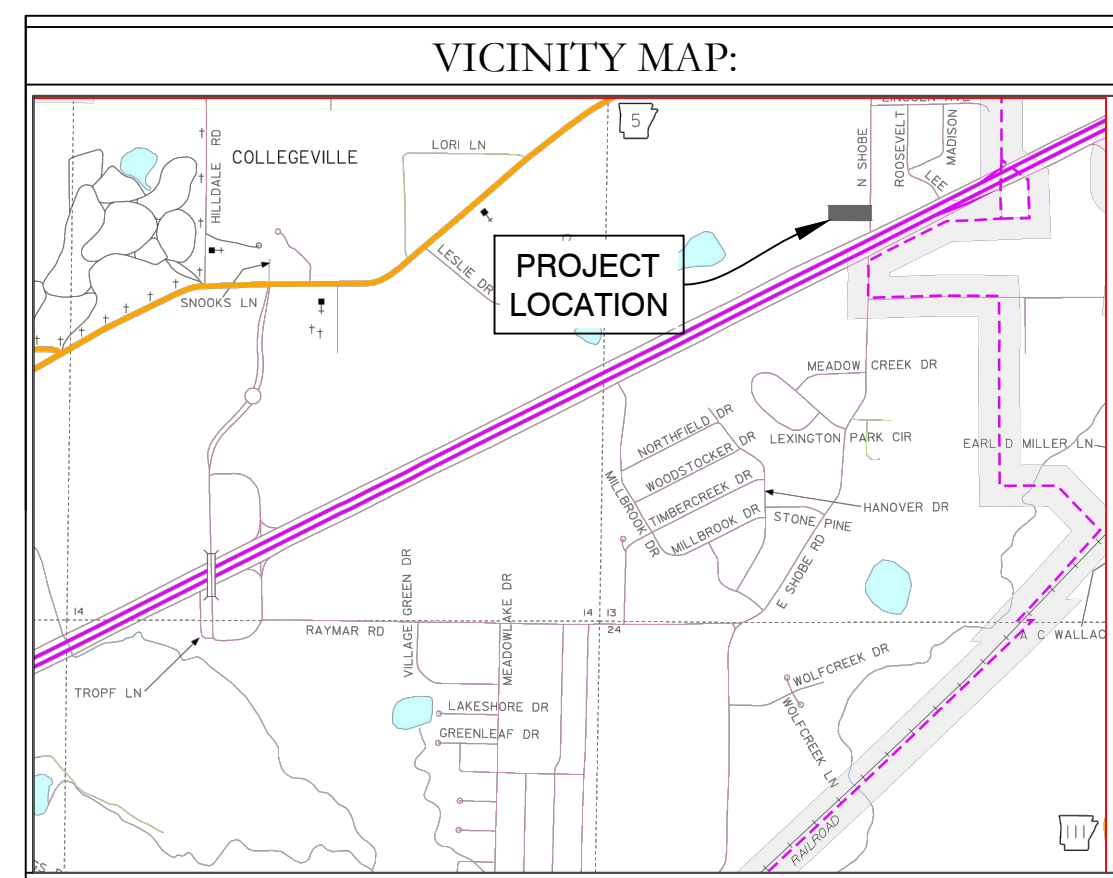 VICINITY MAP:
5
LINCOLN AVE
HILLDALE RD
COLLEGEVILLE
LORI LN
N SHOBE
ROOSEVELT
MADISON
LEE
LESLIE DR
PROJECT
LOCATION
SNOOKS LN
MEADOW CREEK DR
NORTHFIELD DR
LEXINGTON PARK CIR
EARL D MILLER LN
WOODSTOCKER DR
MILLBROOK DR
TIMBERCREEK DR
HANOVER DR
MILLBROOK DR
STONE PINE
E SHOBE RD
VILLAGE GREEN DR
MEADOWLAKE DR
14
14
13
24
RAYMAR RD
A C WALLAC
TROPF LN
WOLFCREEK DR
WOLFCREEK LN
LAKESHORE DR
GREENLEAF DR
RAILROAD
111